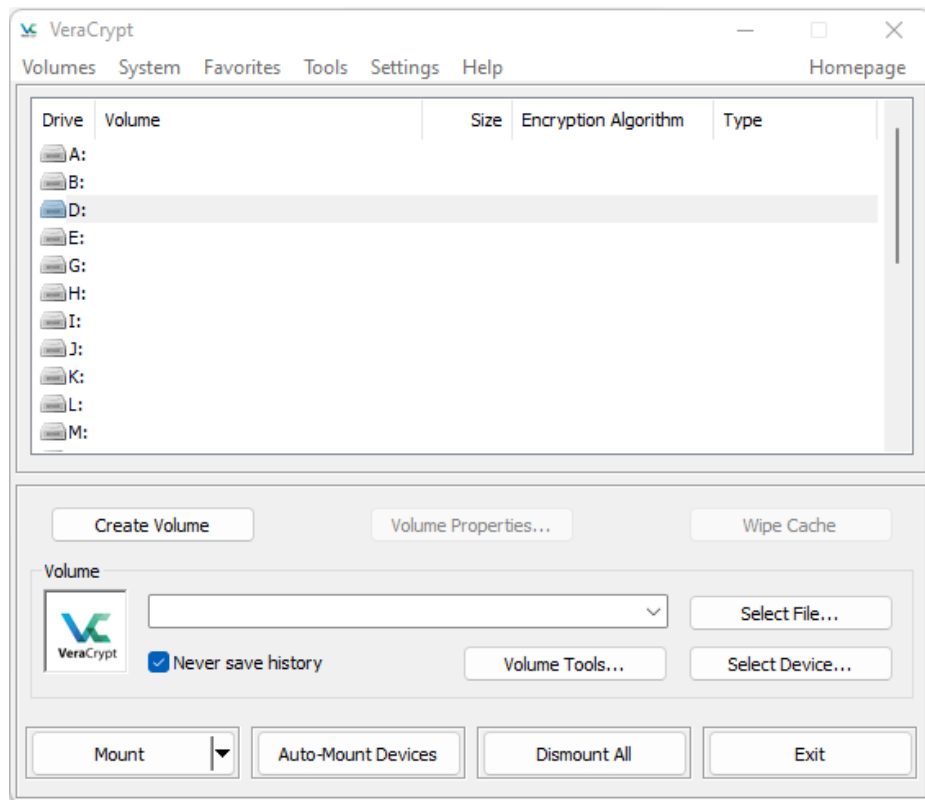 VeraCrypt
Volumes System Favorites Tools Settings Help Homepage
Drive Volume Size Encryption Algorithm Type
A:
B:
D:
E:
G:
H:
I:
J:
K:
L:
M:
Create Volume Volume Properties... Wipe Cache
Volume
VeraCrypt
Select File...
Never save history Volume Tools... Select Device...
Mount Auto-Mount Devices Dismount All Exit